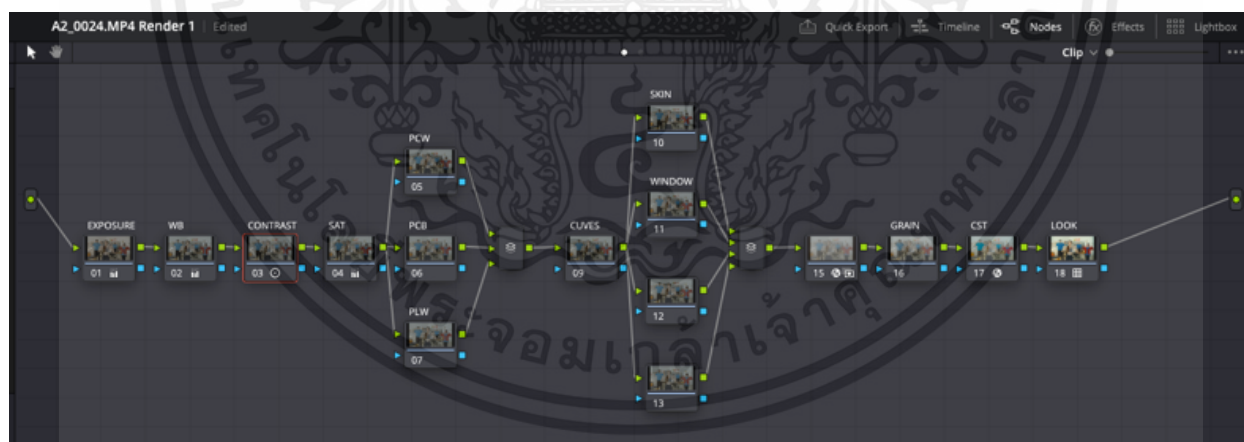 A2_0024.MP4 Render 1 | Edited
Quick Export
Timeline
Nodes
Effects
Lightbox
Clip
SKIN
10
PCW
05
WINDOW
11
EXPOSURE
01
WB
02
CONTRAST
03
SAT
04
PCB
06
CUVES
09
15
GRAIN
16
CST
17
LOOK
18
12
PLW
07
13